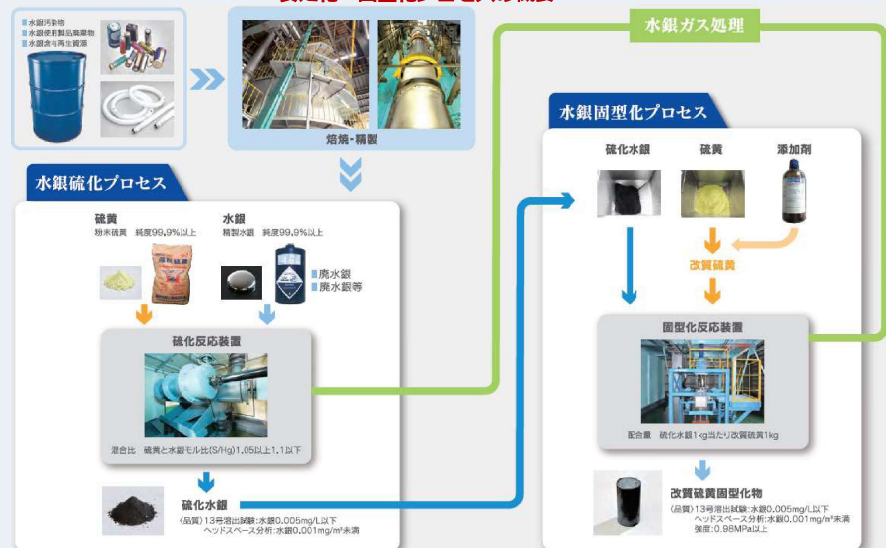 水銀ガス処理
■水銀汚染物
■水銀使用製品廃棄物
■水銀含有再生資源
焙焼・精製
水銀硫化プロセス
硫黄
粉末硫黄 純度99.9%以上
水銀
精製水銀 純度99.9%以上
■廃水銀
■廃水銀等
硫化反応装置
混合比 硫黄と水銀モル比(S/Hg)1.05以上1.1以下
硫化水銀
(品質)13号溶出試験:水銀0.005mg/L以下
ヘッドスペース分析:水銀0.001mg/m³未満
水銀固型化プロセス
硫化水銀
硫黄
添加剤
改質硫黄
固型化反応装置
配合量 硫化水銀1kg当たり改質硫黄1kg
改質硫黄固型化物
(品質)13号溶出試験:水銀0.005mg/L以下
ヘッドスペース分析:水銀0.001mg/m³未満
強度:0.98MPa以上